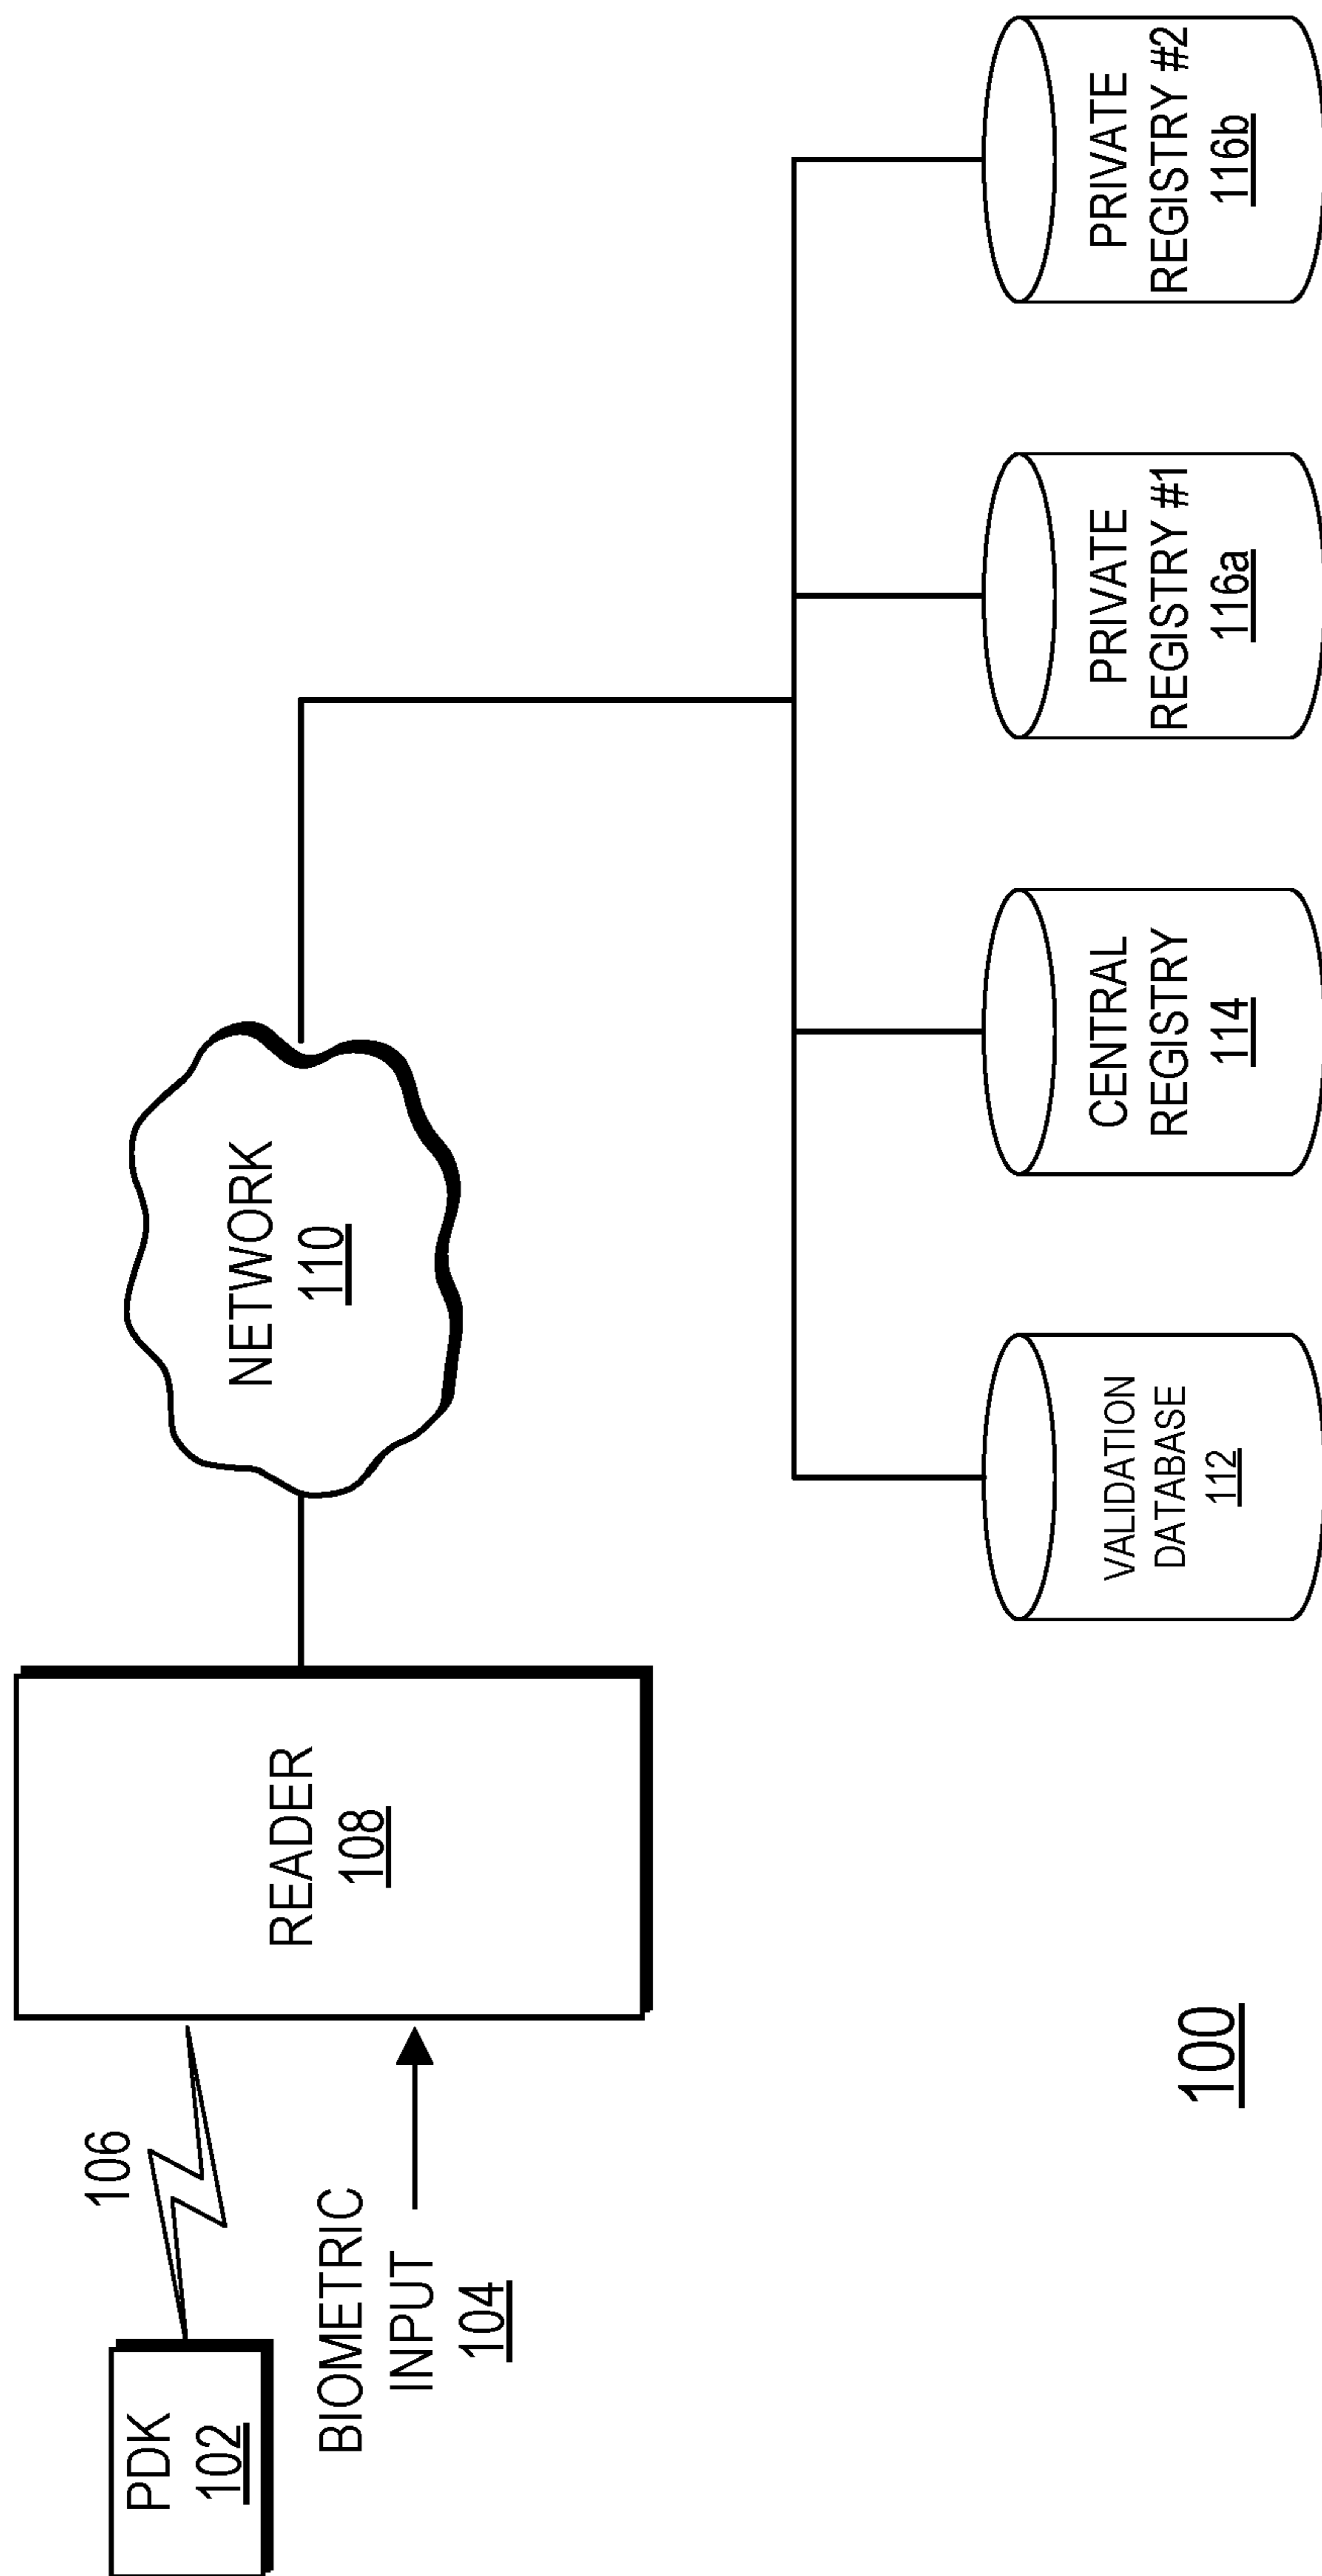 PDK
102
106
BIOMETRIC
INPUT
104
READER
108
NETWORK
110
VALIDATION
DATABASE
112
CENTRAL
REGISTRY
114
PRIVATE
REGISTRY #1
116a
PRIVATE
REGISTRY #2
116b
100